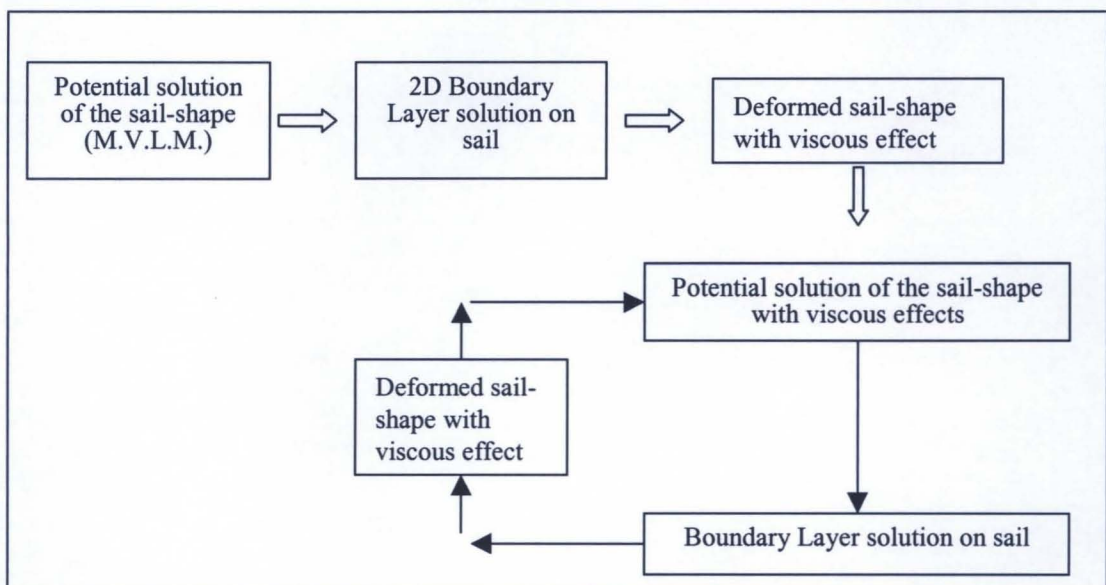 Potential solution
of the sail-shape
(M.V.L.M.)
2D Boundary
Layer solution on
sail
Deformed sail-shape
with viscous effect
Potential solution of the sail-shape
with viscous effects
Deformed sail-
shape with
viscous effect
Boundary Layer solution on sail